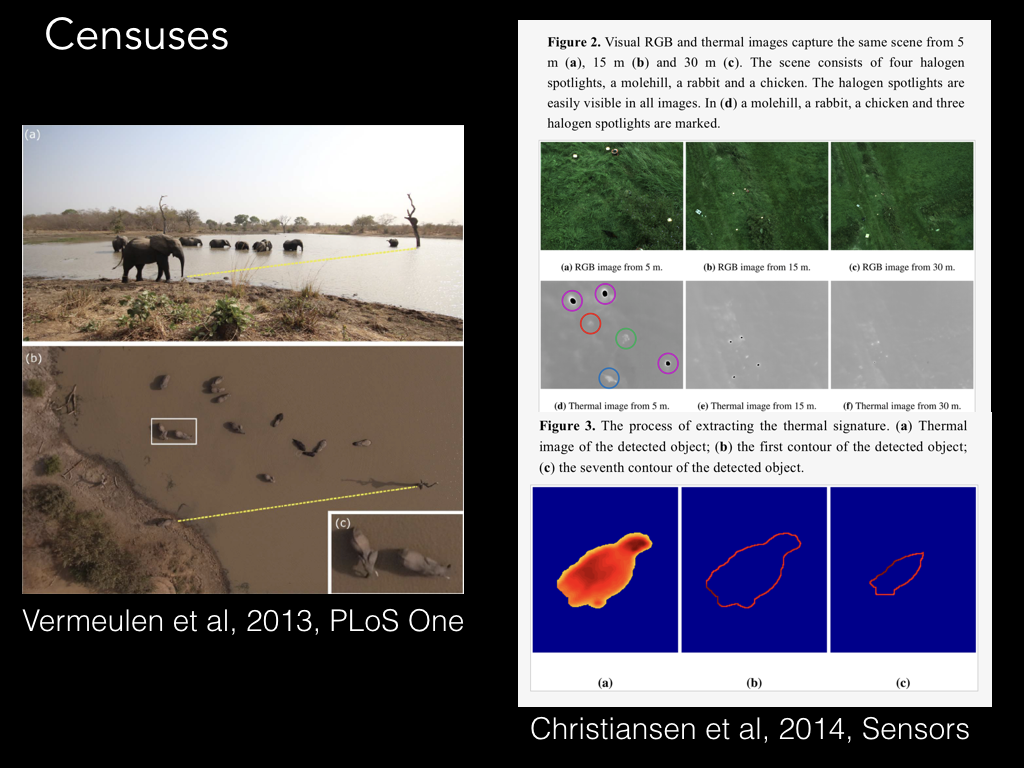 Censuses
(a)
(b)
(c)
Vermeulen et al, 2013, PLoS One
Figure 2. Visual RGB and thermal images capture the same scene from 5
m (a), 15 m (b) and 30 m (c). The scene consists of four halogen
spotlights, a molehill, a rabbit and a chicken. The halogen spotlights are
easily visible in all images. In (d) a molehill, a rabbit, a chicken and three
halogen spotlights are marked.
(a) RGB image from 5 m. (b) RGB image from 15 m. (c) RGB image from 30 m.
(d) Thermal image from 5 m. (e) Thermal image from 15 m. (f) Thermal image from 30 m.
Figure 3. The process of extracting the thermal signature. (a) Thermal
image of the detected object; (b) the first contour of the detected object;
(c) the seventh contour of the detected object.
(a) (b) (c)
Christiansen et al, 2014, Sensors